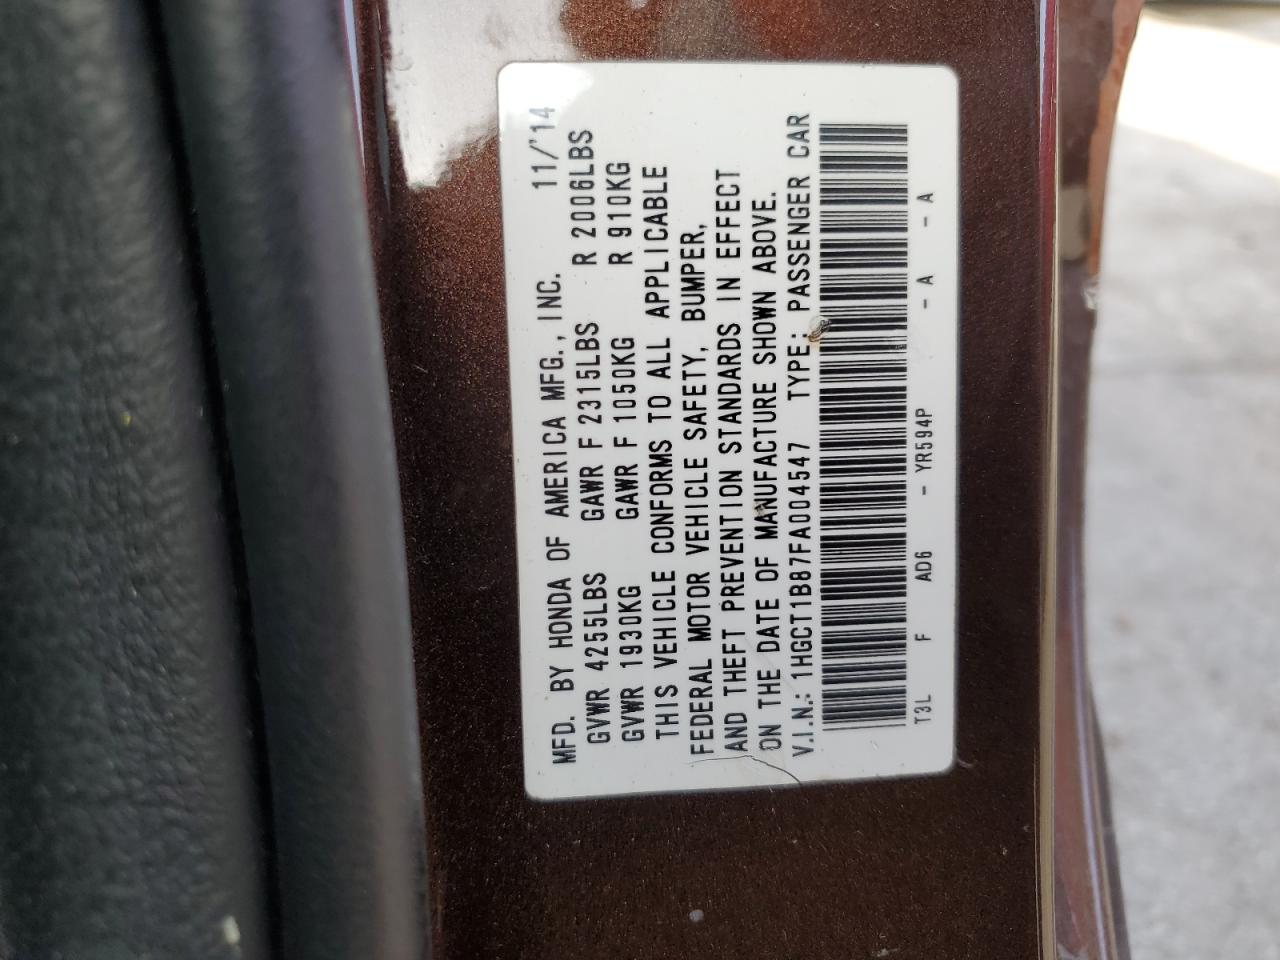 MFD. BY HONDA OF AMERICA MFG., INC. 11/'14
GVWR 4255LBS GAWR F 2315LBS R 2006LBS
GVWR 1930KG GAWR F 1050KG R 910KG
THIS VEHICLE CONFORMS TO ALL APPLICABLE
FEDERAL MOTOR VEHICLE SAFETY, BUMPER,
AND THEFT PREVENTION STANDARDS IN EFFECT
ON THE DATE OF MANUFACTURE SHOWN ABOVE.
V.I.N.: 1HGCT1B87FA004547 TYPE: PASSENGER CAR
T3L F AD6 - YR594P - A - A